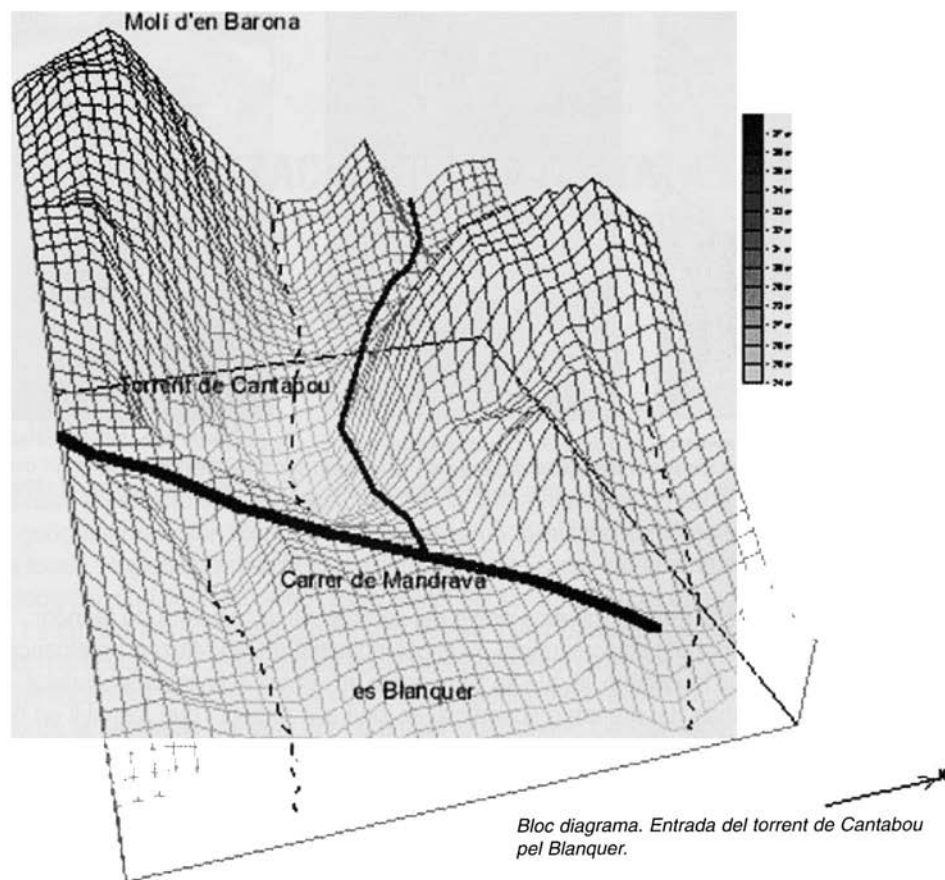 Molí d'en Barona
Torrent de Cantabou
Carrer de Mandrava
es Blanquer
N
Bloc diagrama. Entrada del torrent de Cantabou
pel Blanquer.